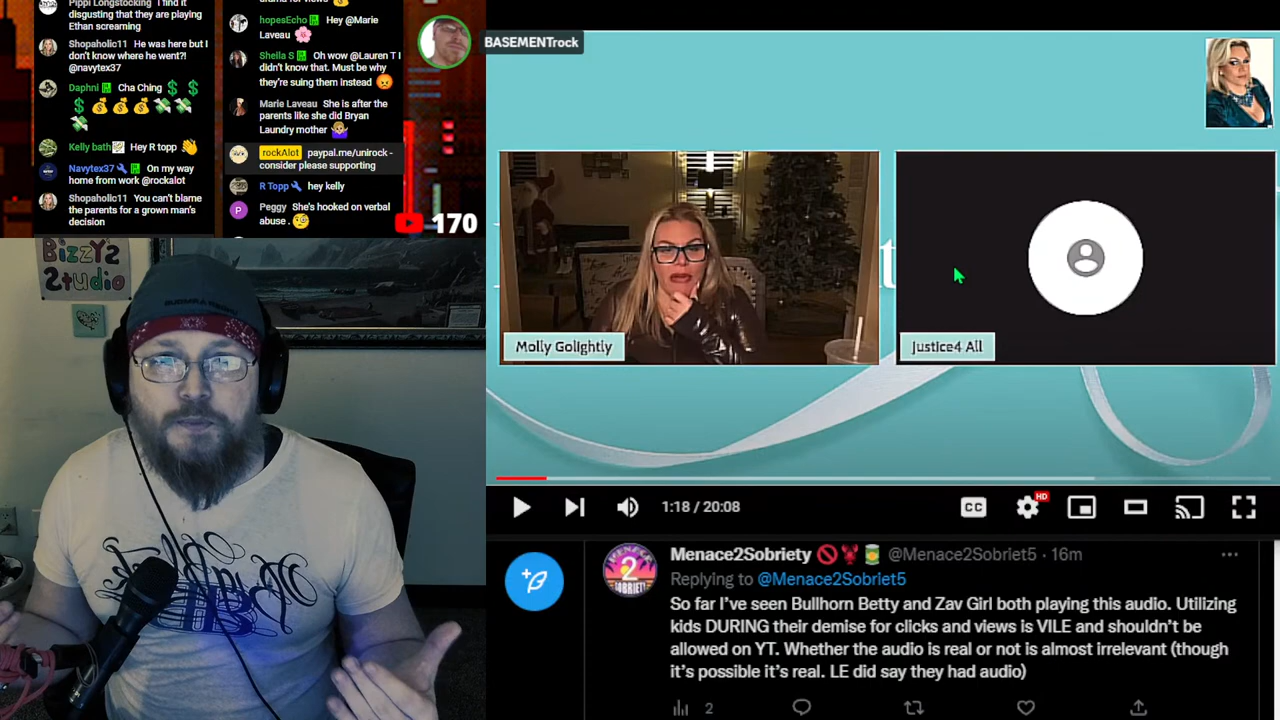 Pippi Longstocking I find it
disgusting that they are playing
Ethan screaming
Shopaholic11 He was here but I
don't know where he went?!
@navytex37
Daphni Cha Ching
Kelly bath Hey R topp
Navytex37 On my way
home from work @rockalot
Shopaholic11 You can't blame
the parents for a grown man's
decision
drama for views
hopesEcho Hey @Marie
Laveau
Sheila S Oh wow @Lauren T I
didn't know that. Must be why
they're suing them instead
Marie Laveau She is after the
parents like she did Bryan
Laundry mother
rockAlot paypal.me/unirock -
consider please supporting
R Topp hey kelly
Peggy She's hooked on verbal
abuse .
170
BASEMENTrock
BizzY'z
Ztudio
Molly Golightly
Justice4 All
1:18 / 20:08
CC
HD
Menace2Sobriety @Menace2Sobriet5 · 16m
Replying to @Menace2Sobriet5
So far I've seen Bullhorn Betty and Zav Girl both playing this audio. Utilizing
kids DURING their demise for clicks and views is VILE and shouldn't be
allowed on YT. Whether the audio is real or not is almost irrelevant (though
it's possible it's real. LE did say they had audio)
2